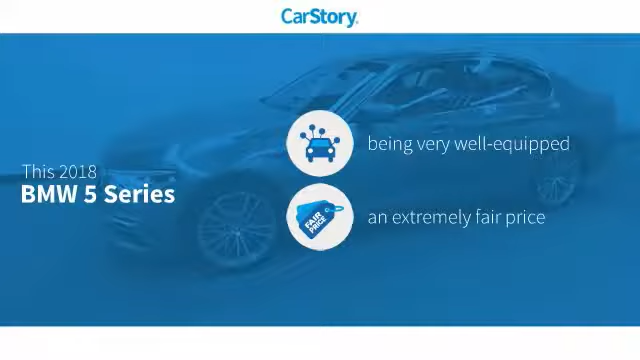 CarStory
This 2018
BMW 5 Series
being very well-equipped
FAIR
PRICE
an extremely fair price